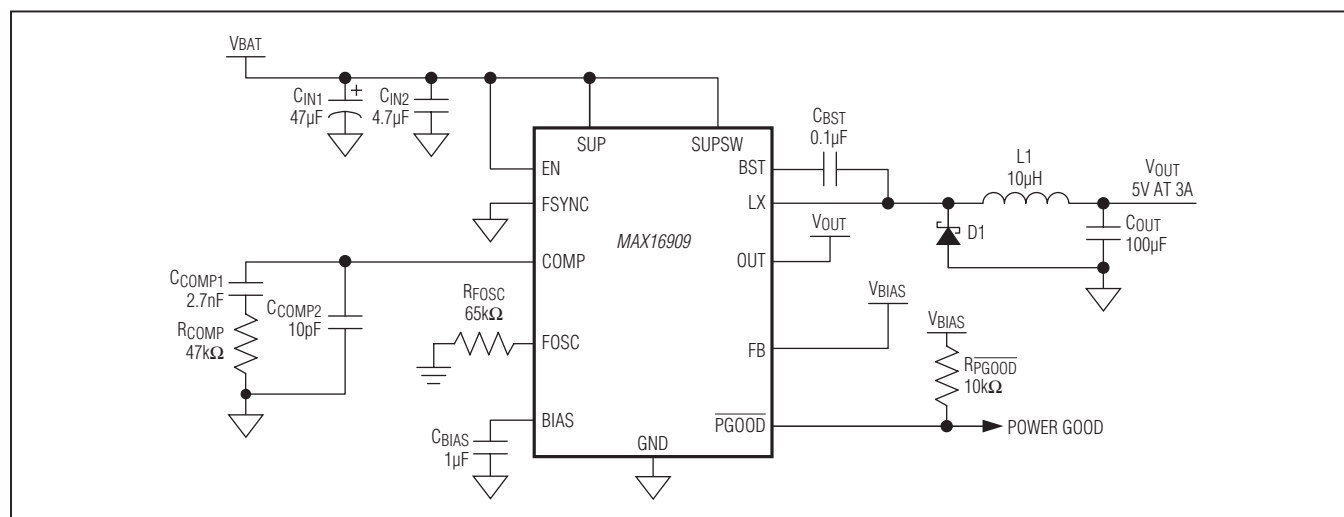 VBAT
CIN1
47µF
+
CIN2
4.7µF
SUP
SUPSW
EN
FSYNC
COMP
FOSC
BIAS
GND
MAX16909
BST
LX
OUT
FB
PGOOD
CBST
0.1µF
L1
10µH
VOUT
5V AT 3A
D1
COUT
100µF
VOUT
VBIAS
VBIAS
RPGOOD
10kΩ
POWER GOOD
CCOMP1
2.7nF
RCOMP
47kΩ
CCOMP2
10pF
RFOSC
65kΩ
CBIAS
1µF